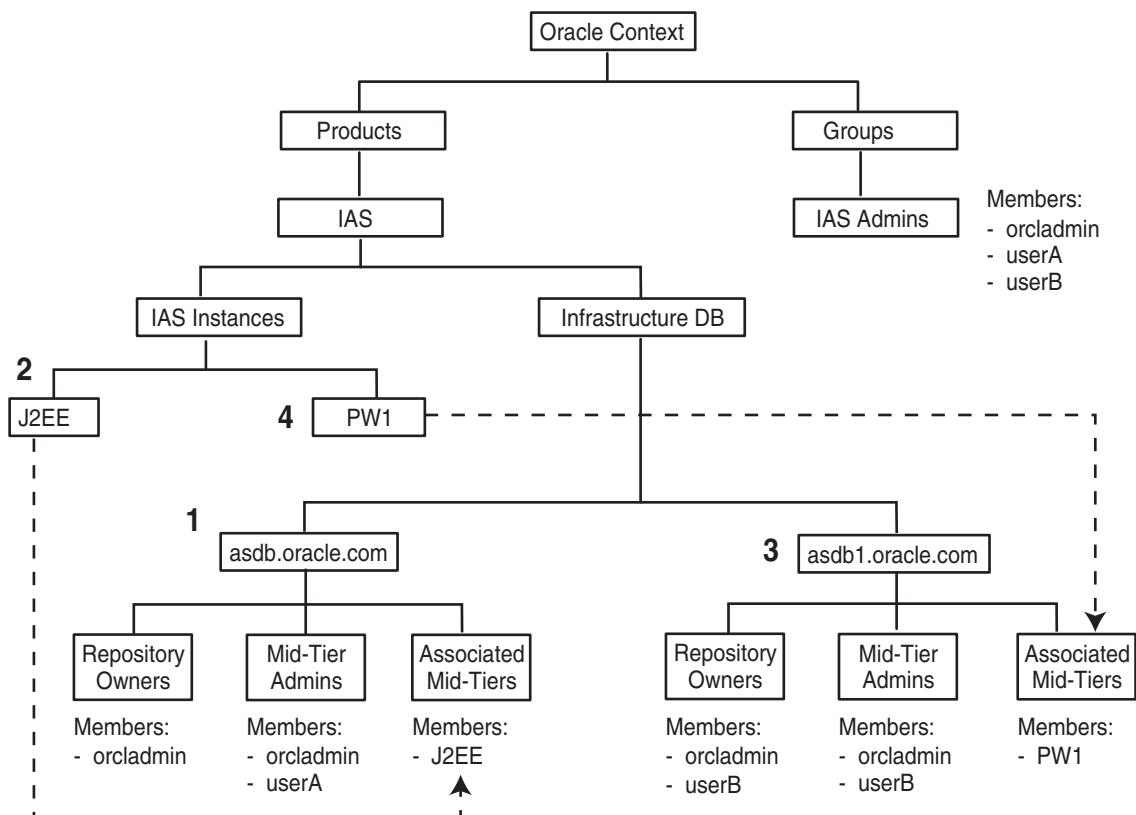 Oracle Context
Products
Groups
IAS
IAS Admins
Members:
- orcladmin
- userA
- userB
IAS Instances
Infrastructure DB
2
J2EE
4
PW1
1
asdb.oracle.com
3
asdb1.oracle.com
Repository
Owners
Members:
- orcladmin
Mid-Tier
Admins
Members:
- orcladmin
- userA
Associated
Mid-Tiers
Members:
- J2EE
Repository
Owners
Members:
- orcladmin
- userB
Mid-Tier
Admins
Members:
- orcladmin
- userB
Associated
Mid-Tiers
Members:
- PW1